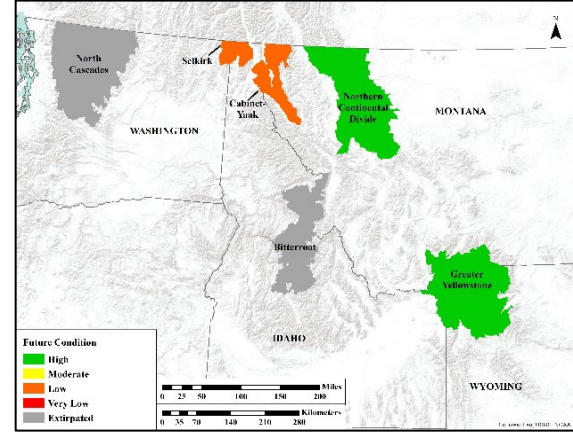 N
North
Cascades
Selkirk
Cabinet-
Yaak
Northern
Continental
Divide
MONTANA
WASHINGTON
Bitterroot
Greater
Yellowstone
IDAHO
WYOMING
Future Condition
High
Moderate
Low
Very Low
Extirpated
Miles
0 25 50 100 150 200
Kilometers
0 35 70 140 210 280